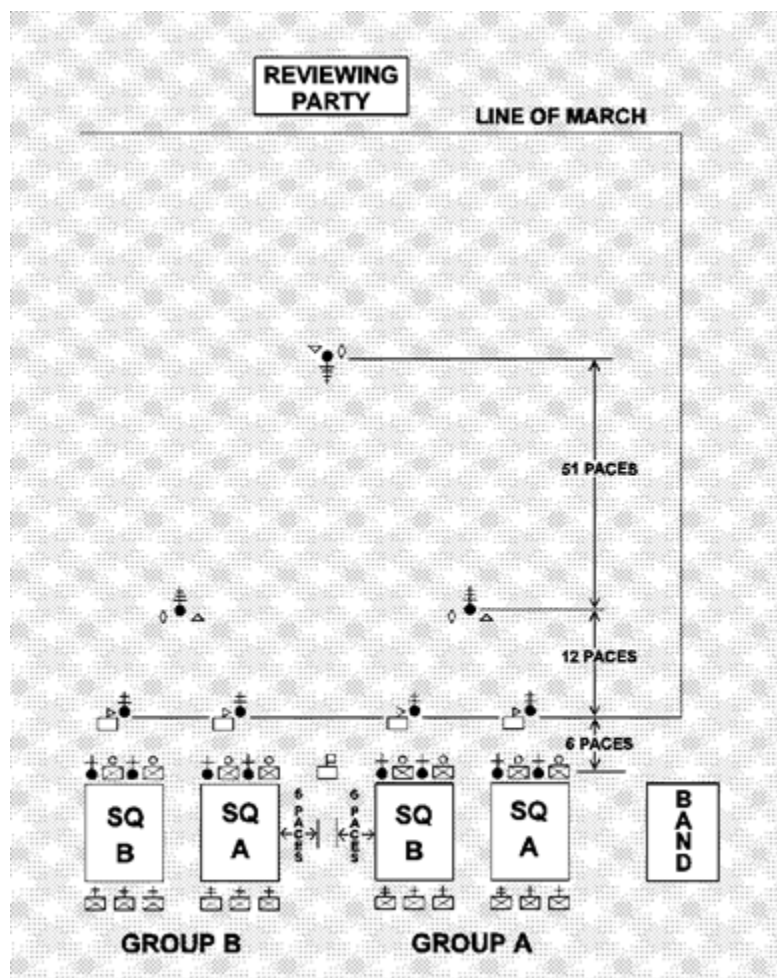 REVIEWING
PARTY
LINE OF MARCH
51 PACES
12 PACES
6 PACES
SQ
B
SQ
A
6 PACES
6 PACES
SQ
B
SQ
A
BAND
GROUP B
GROUP A